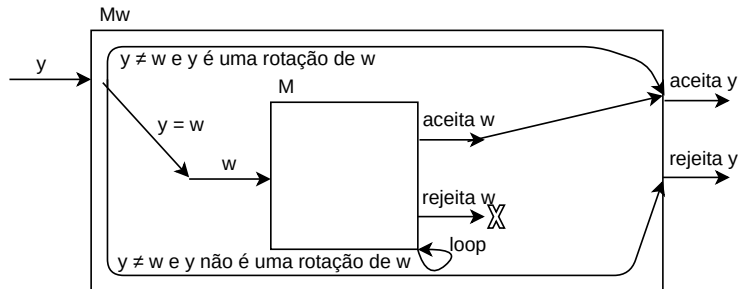 Mw
y
y ≠ w e y é uma rotação de w
M
aceita y
aceita w
y = w
w
rejeita y
rejeita w
X
loop
y ≠ w e y não é uma rotação de w